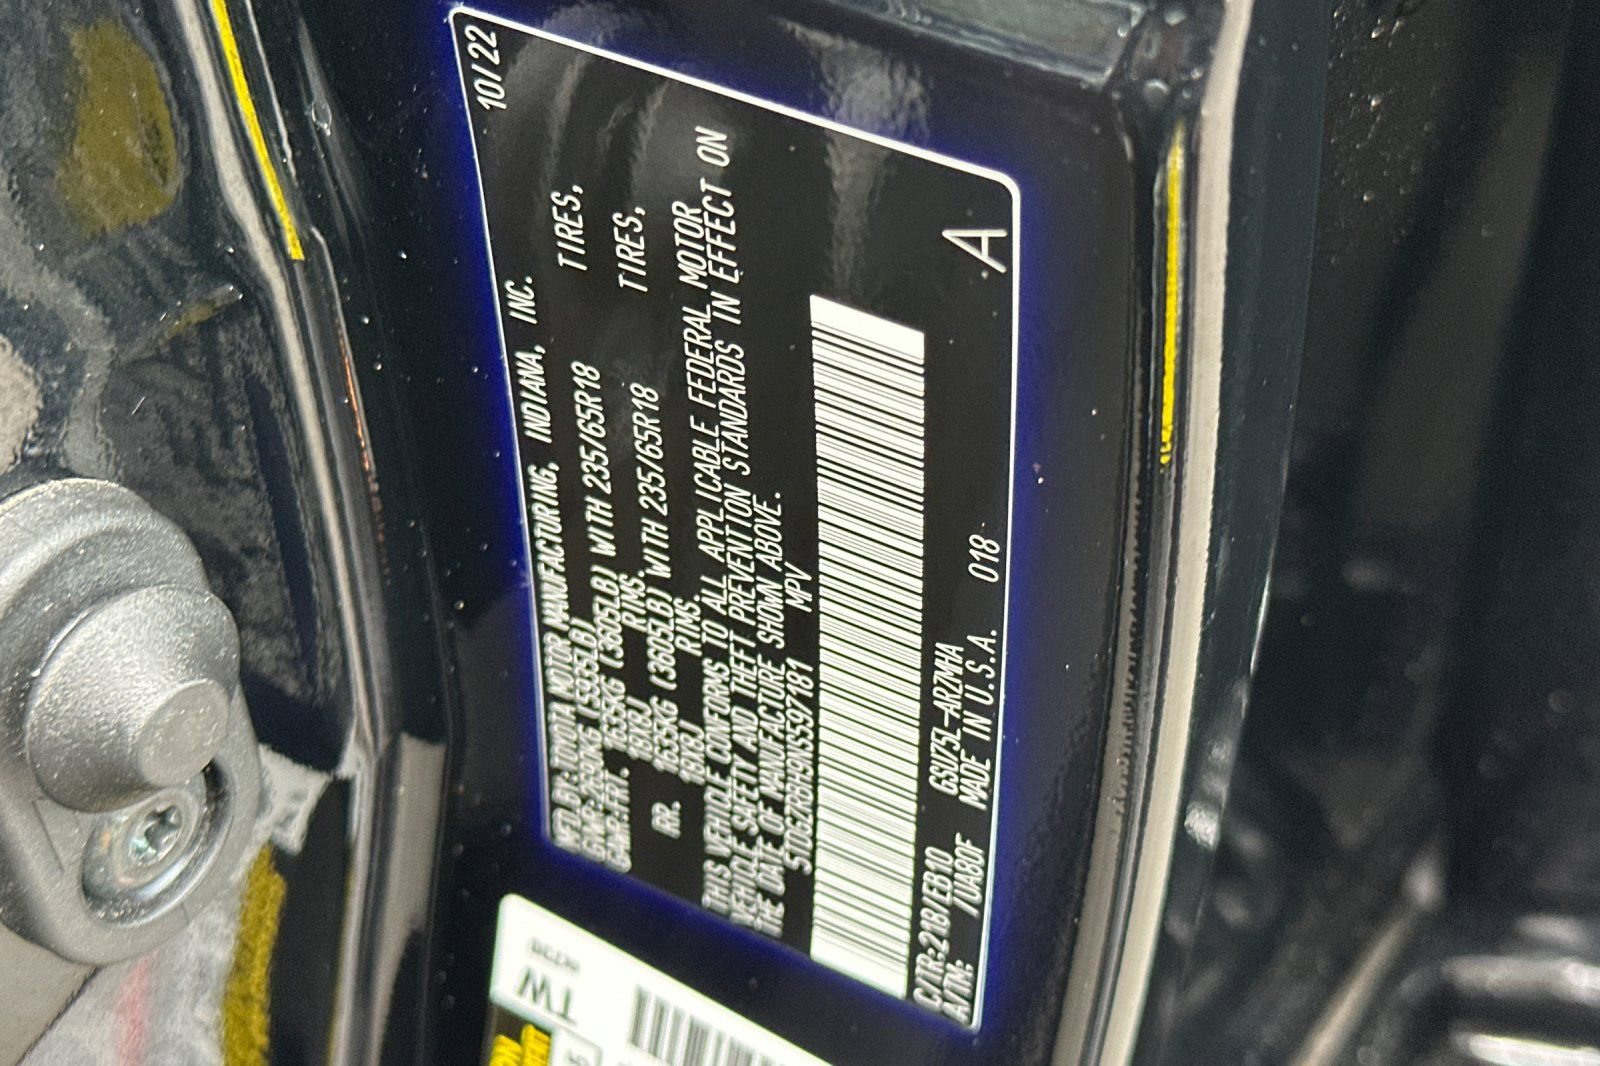 MFD.BY:TOYOTA MOTOR MANUFACTURING, INDIANA, INC. 10/22
GVWR: (5935LB)
GAWR:FRT. 1635KG (3605LB) WITH 235/65R18 TIRES,
18X8J RIMS.
RR. 1635KG (3605LB) WITH 235/65R18 TIRES,
18X8J RIMS.
THIS VEHICLE CONFORMS TO ALL APPLICABLE FEDERAL MOTOR
VEHICLE SAFETY AND THEFT PREVENTION STANDARDS IN EFFECT ON
THE DATE OF MANUFACTURE SHOWN ABOVE.
5TDGZRBH9NS597181 MPV
C/TR:218/EB10 GSU75L-ARZMHA 018 A
A/TM: /UA80F MADE IN U.S.A.
TW